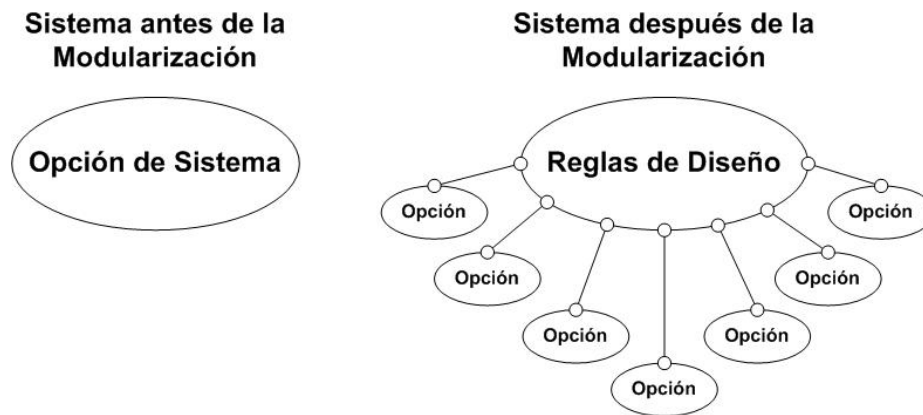 Sistema antes de la
Modularización
Opción de Sistema
Sistema después de la
Modularización
Reglas de Diseño
Opción
Opción
Opción
Opción
Opción
Opción
Opción